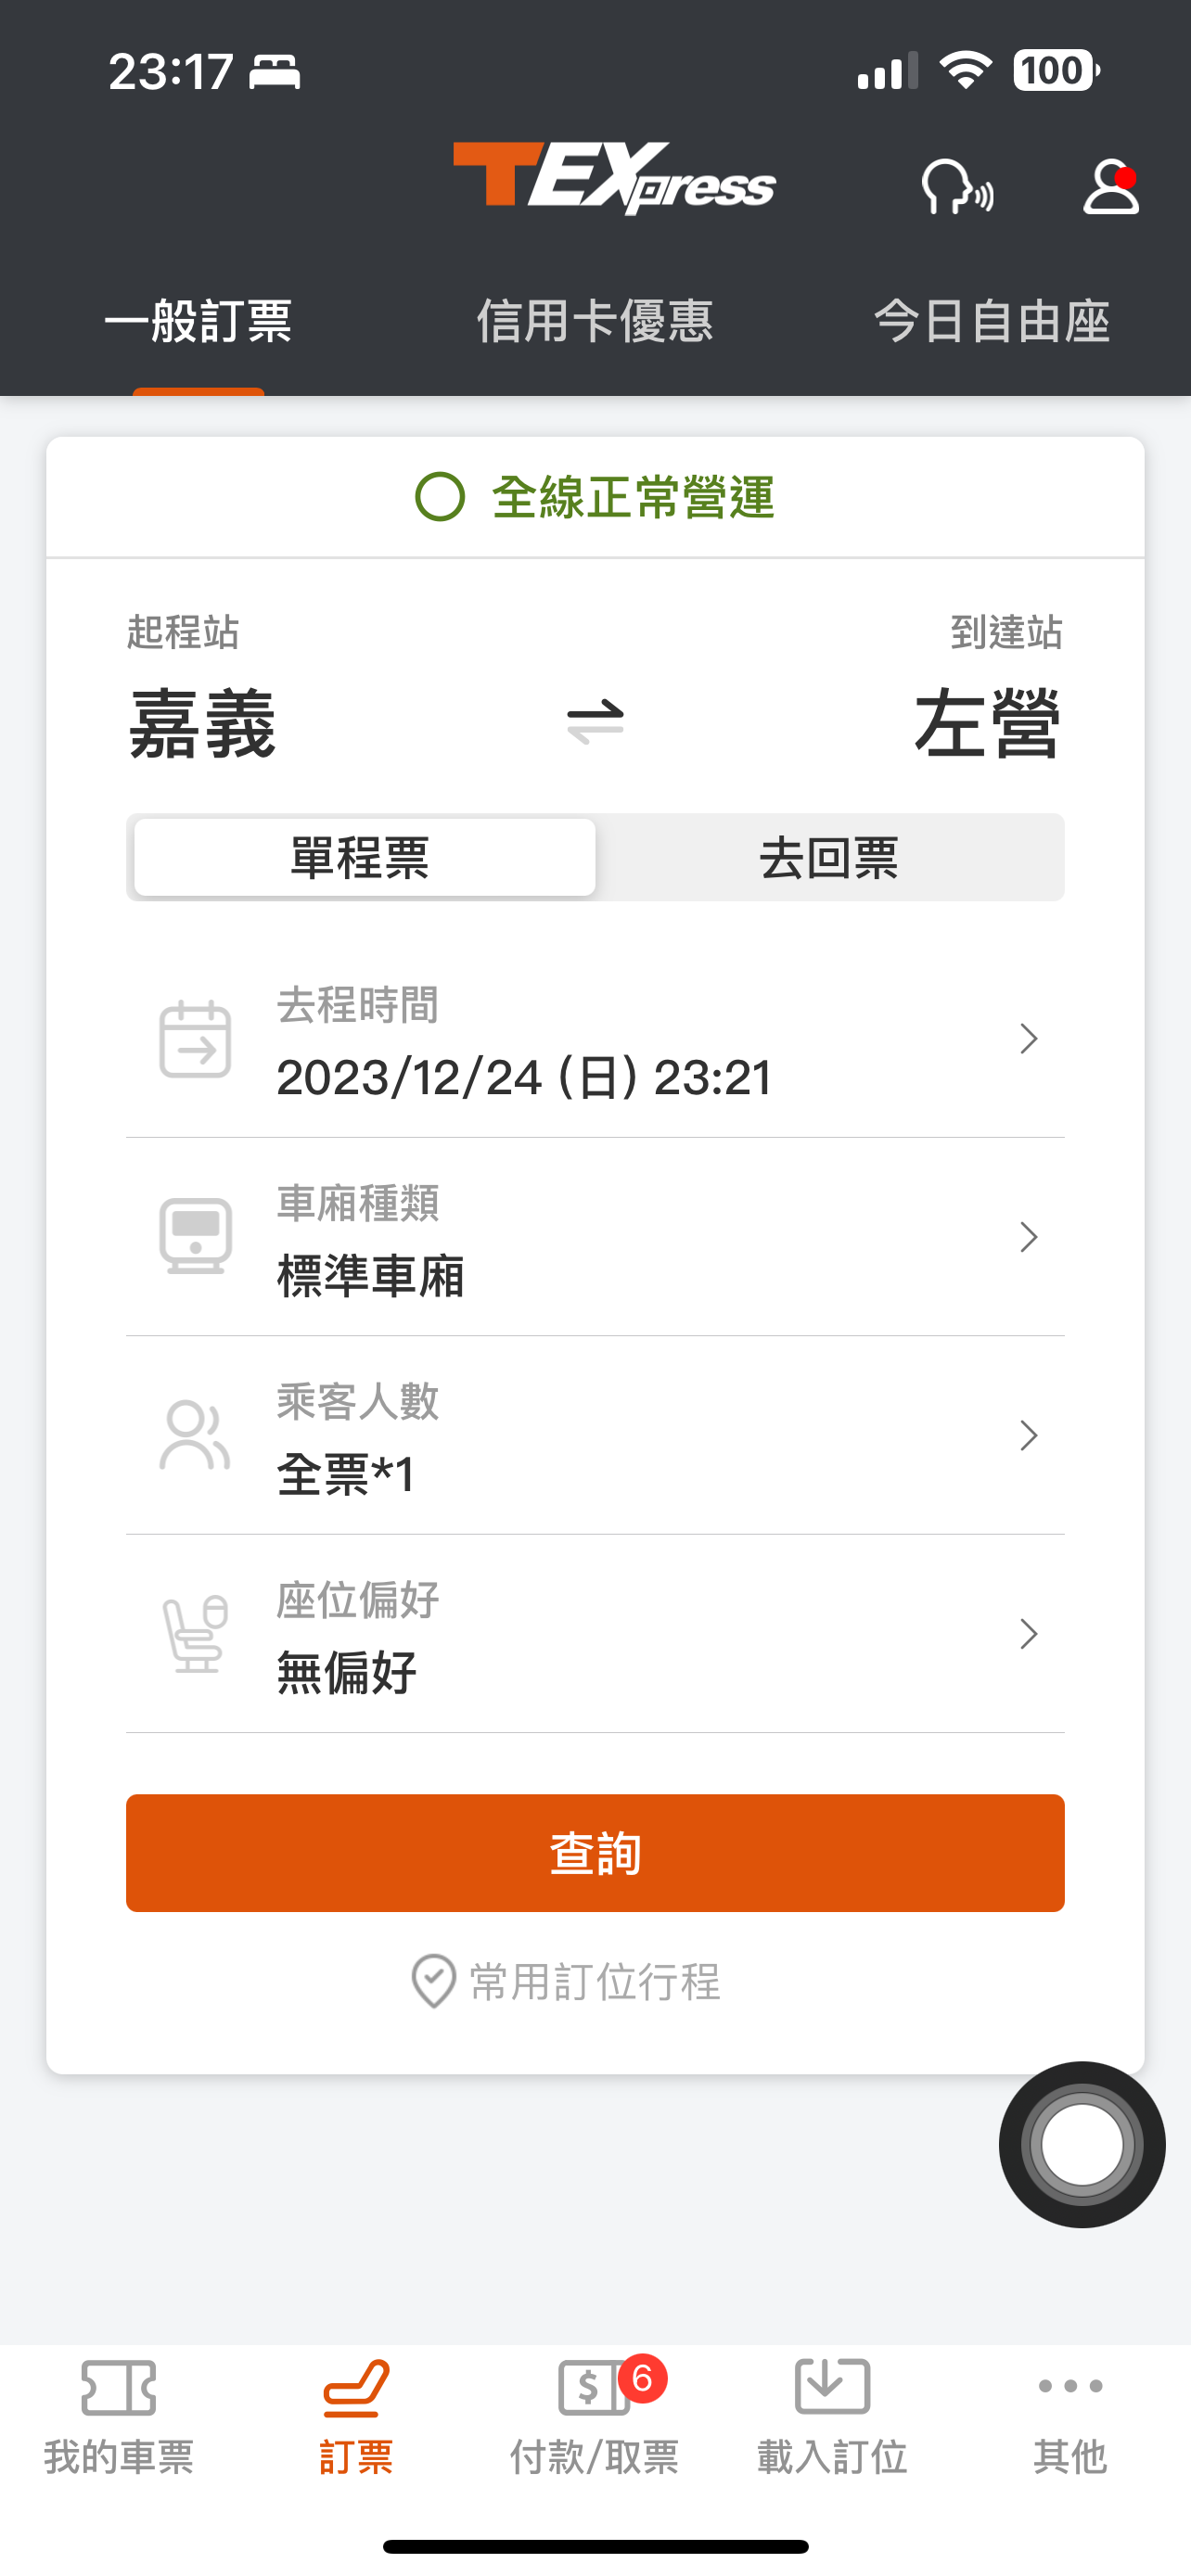 23:17
100
TEXpress
一般訂票
信用卡優惠
今日自由座
全線正常營運
起程站
到達站
嘉義
左營
單程票
去回票
去程時間
2023/12/24 (日) 23:21
車廂種類
標準車廂
乘客人數
全票*1
座位偏好
無偏好
查詢
常用訂位行程
$
6
我的車票
訂票
付款/取票
載入訂位
其他